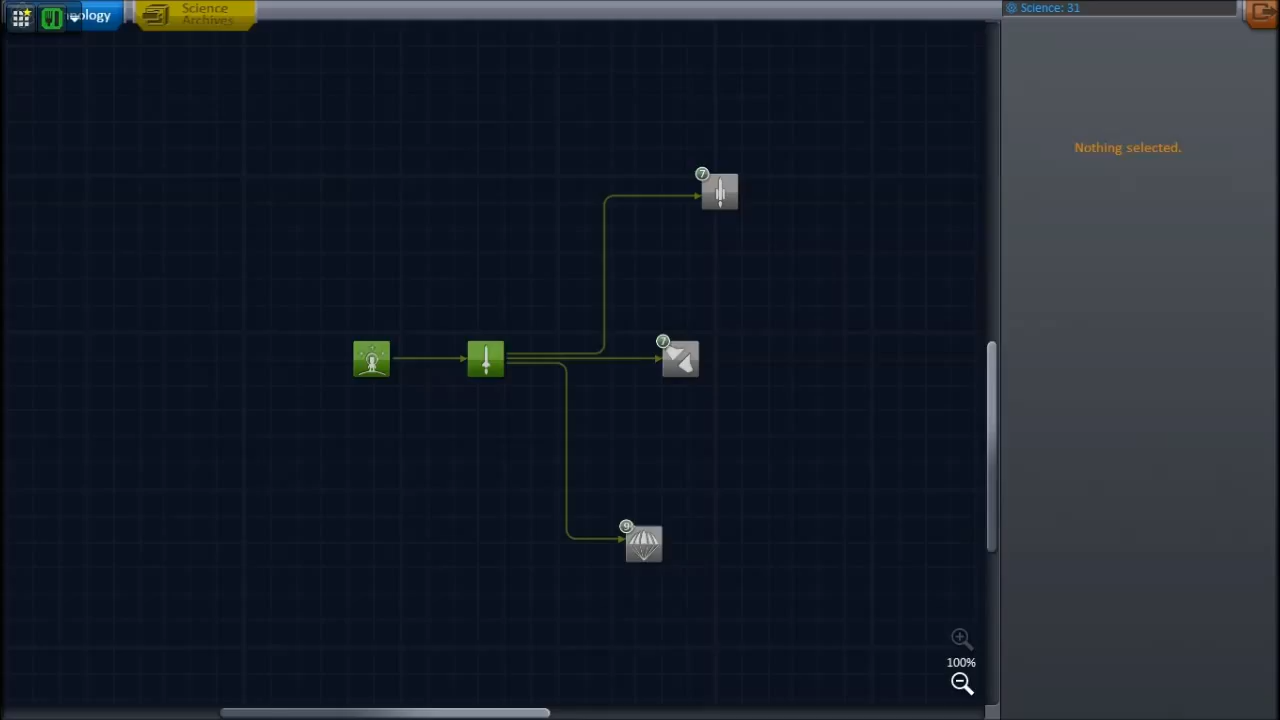 nology
Science
Archives
Science: 31
Nothing selected.
7
7
9
100%